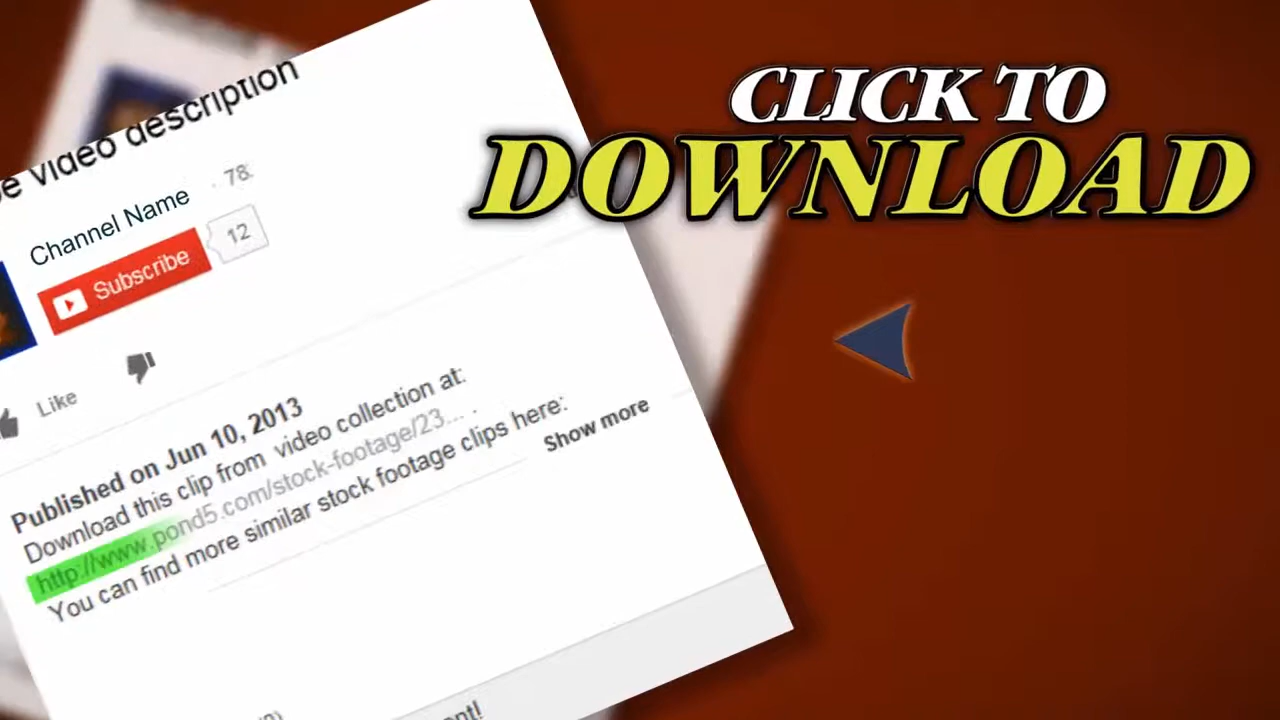 CLICK TO
DOWNLOAD
video description
Channel Name
Subscribe
12
Like
Published on Jun 10, 2013
Download this clip from video collection at:
http://www.pond5.com/stock-footage/23... .
You can find more similar stock footage clips here:
Show more